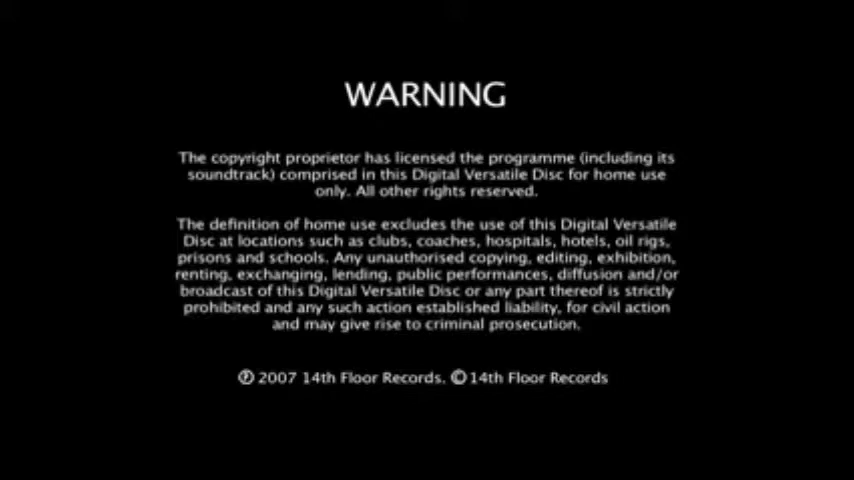 WARNING
The copyright proprietor has licensed the programme (including its
soundtrack) comprised in this Digital Versatile Disc for home use
only. All other rights reserved.
The definition of home use excludes the use of this Digital Versatile
Disc at locations such as clubs, coaches, hospitals, hotels, oil rigs,
prisons and schools. Any unauthorised copying, editing, exhibition,
renting, exchanging, lending, public performances, diffusion and/or
broadcast of this Digital Versatile Disc or any part thereof is strictly
prohibited and any such action established liability, for civil action
and may give rise to criminal prosecution.
℗ 2007 14th Floor Records. © 14th Floor Records